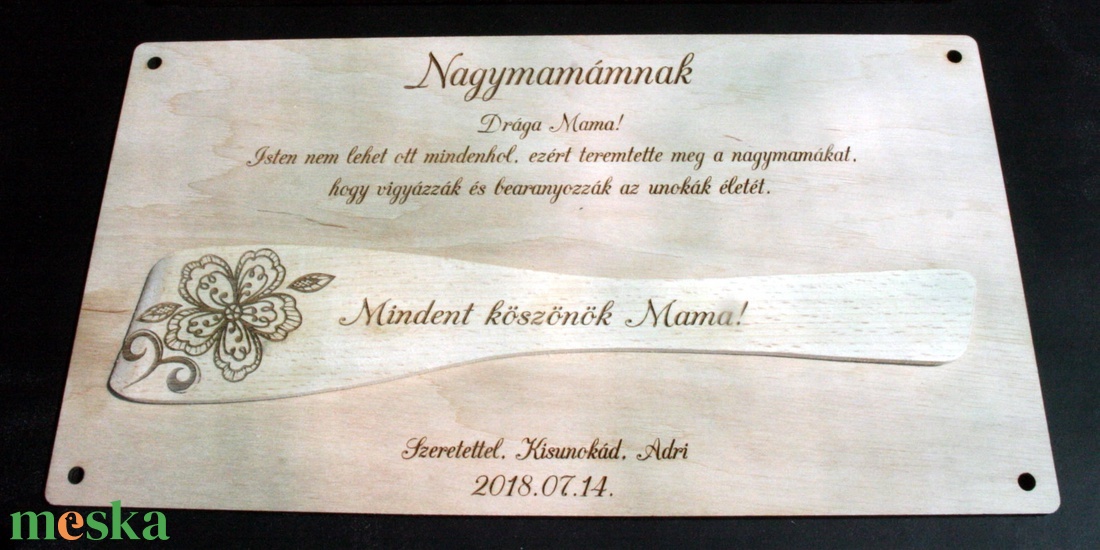 Nagymamámnak
Drága Mama!
Isten nem lehet ott mindenhol, ezért teremtette meg a nagymamákat,
hogy vigyázzák és bearanyozzák az unokák életét.
Mindent köszönök Mama!
Szeretettel, Kisunokád, Adri
2018.07.14.
meska